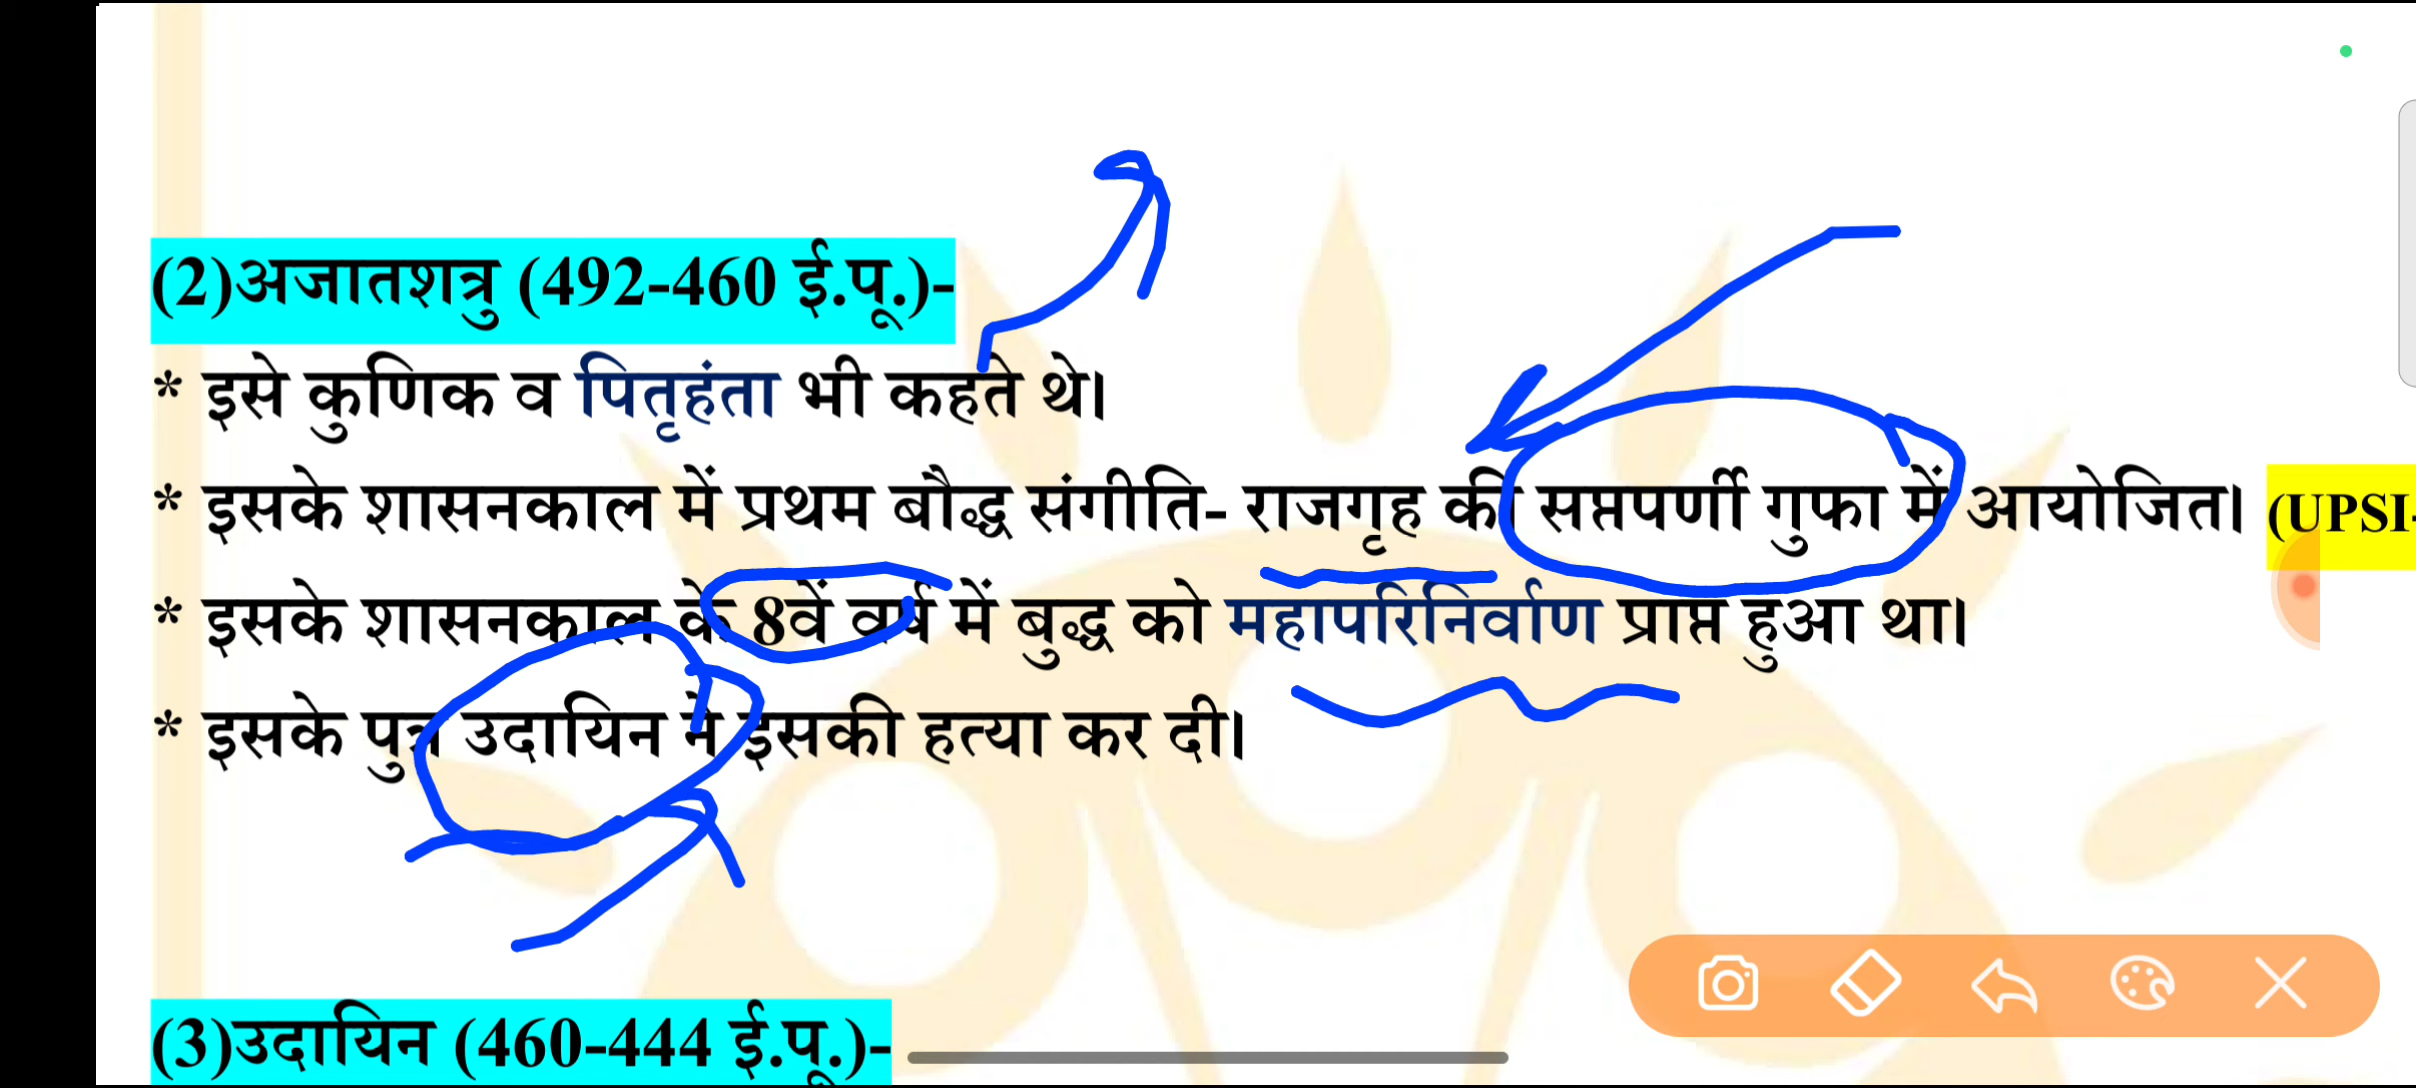 (2)अजातशत्रु (492-460 ई.पू.)-
* इसे कुणिक व पितृहंता भी कहते थे।
* इसके शासनकाल में प्रथम बौद्ध संगीति- राजगृह की सप्तपर्णी गुफा में आयोजित। (UPSI-
* इसके शासनकाल के 8वें वर्ष में बुद्ध को महापरिनिर्वाण प्राप्त हुआ था।
* इसके पुत्र उदायिन ने इसकी हत्या कर दी।
(3)उदायिन (460-444 ई.पू.)-